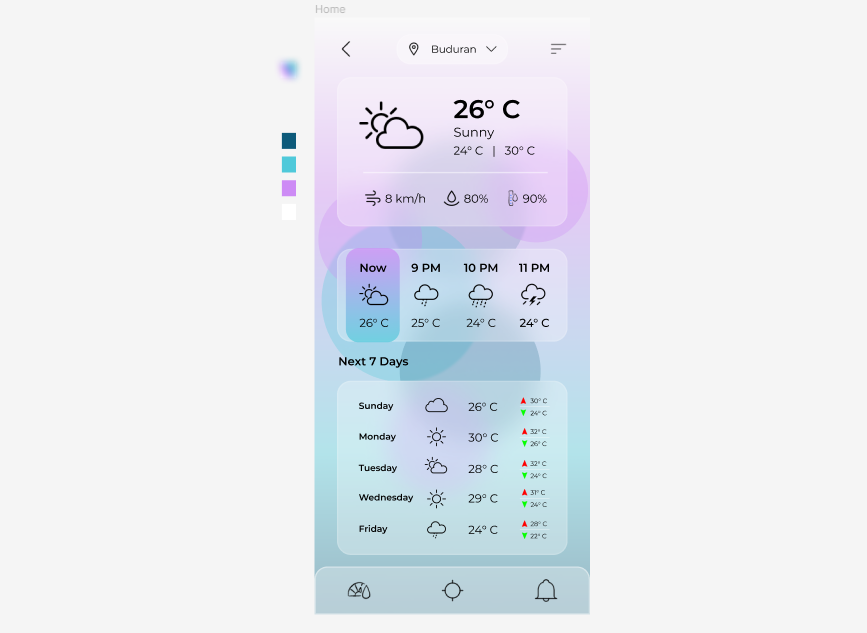 Home
Buduran
26° C
Sunny
24° C | 30° C
8 km/h 80% 90%
Now 9 PM 10 PM 11 PM
26° C 25° C 24° C 24° C
Next 7 Days
Sunday 26° C 30° C
24° C
Monday 30° C 32° C
26° C
Tuesday 28° C 32° C
24° C
Wednesday 29° C 31° C
24° C
Friday 24° C 28° C
22° C